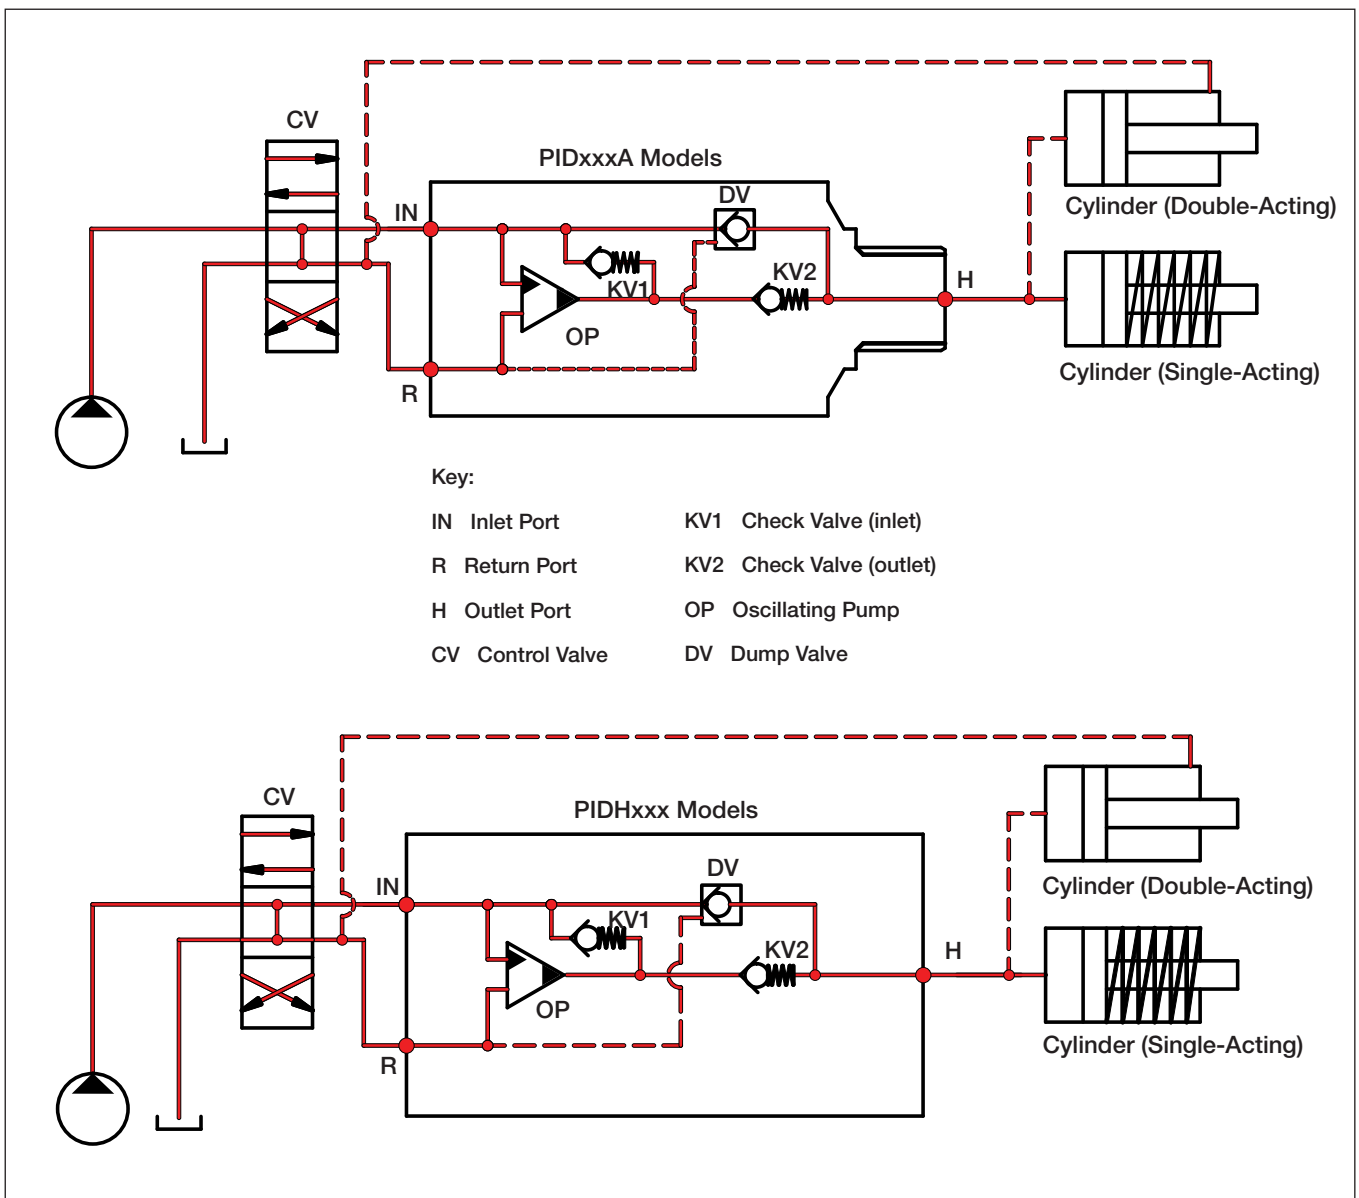 CV
PIDxxxA Models
IN
DV
Cylinder (Double-Acting)
KV1
KV2
H
OP
R
Cylinder (Single-Acting)
Key:
IN Inlet Port
KV1 Check Valve (inlet)
R Return Port
KV2 Check Valve (outlet)
H Outlet Port
OP Oscillating Pump
CV Control Valve
DV Dump Valve
CV
PIDHxxx Models
IN
DV
Cylinder (Double-Acting)
KV1
KV2
H
OP
R
Cylinder (Single-Acting)